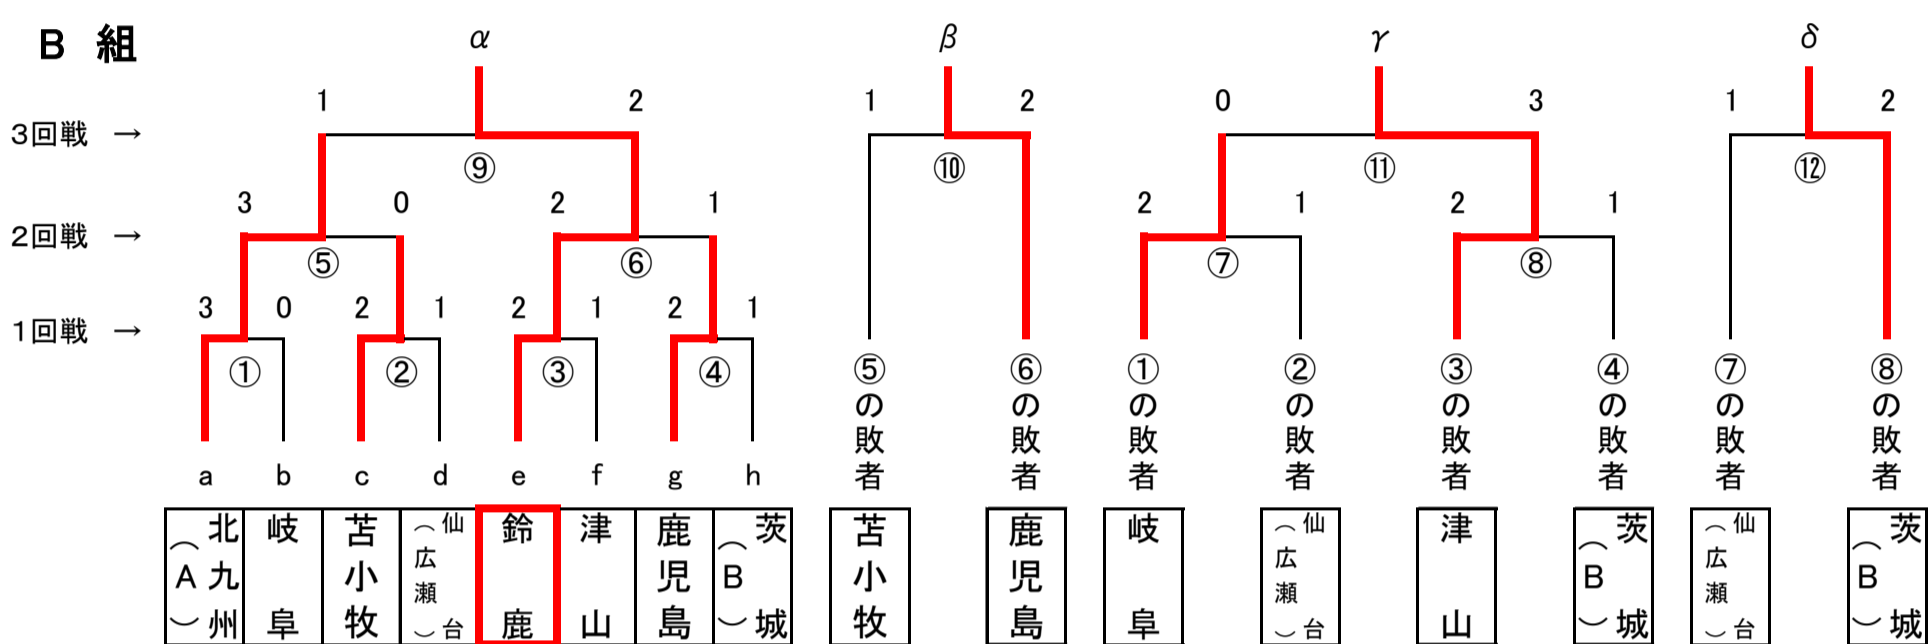 B 組
α β γ δ
1 2 1 2 0 3 1 2
3回戦 →
⑨ ⑩ ⑪ ⑫
3 0 2 1 2 1 2 1
2回戦 →
⑤ ⑥ ⑦ ⑧
3 0 2 1 2 1 2 1
1回戦 →
① ② ③ ④
a b c d e f g h
北九州(A)
岐阜
苫小牧
仙台(広瀬)
鈴鹿
津山
鹿児島
茨城(B)
⑤の敗者
苫小牧
⑥の敗者
鹿児島
①の敗者
岐阜
②の敗者
仙台(広瀬)
③の敗者
津山
④の敗者
茨城(B)
⑦の敗者
仙台(広瀬)
⑧の敗者
茨城(B)